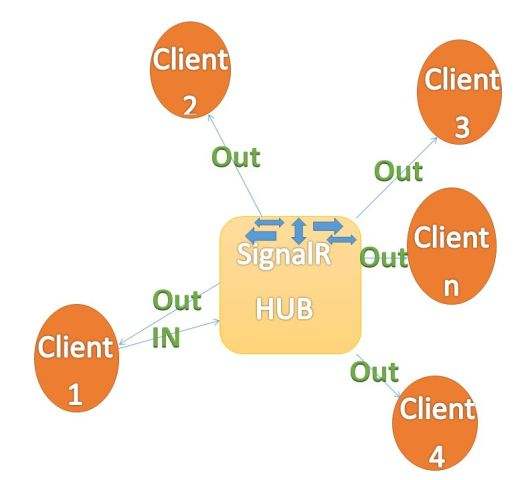 Client
2
Client
3
Out
Out
SignalR
HUB
Out
Client
n
Out
IN
Client
1
Out
Client
4